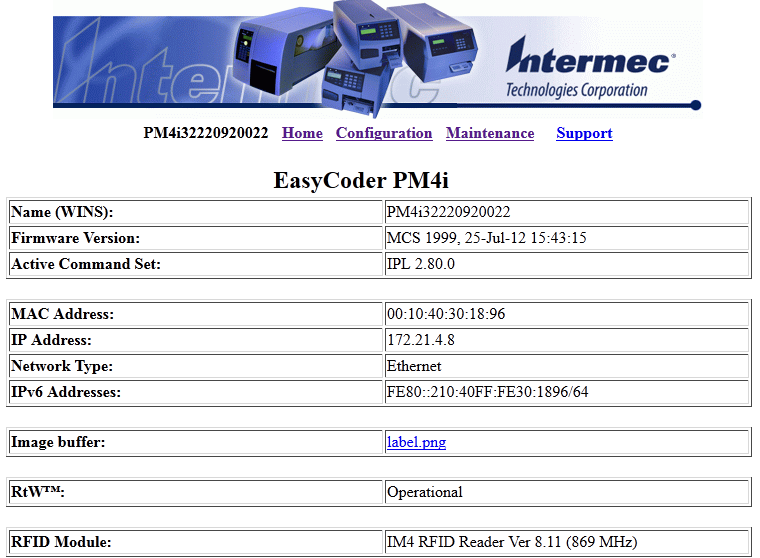 Intermec
Intermec®
Technologies Corporation
PM4i32220920022 Home Configuration Maintenance Support
EasyCoder PM4i
Name (WINS): PM4i32220920022
Firmware Version: MCS 1999, 25-Jul-12 15:43:15
Active Command Set: IPL 2.80.0
MAC Address: 00:10:40:30:18:96
IP Address: 172.21.4.8
Network Type: Ethernet
IPv6 Addresses: FE80::210:40FF:FE30:1896/64
Image buffer: label.png
RtW™: Operational
RFID Module: IM4 RFID Reader Ver 8.11 (869 MHz)